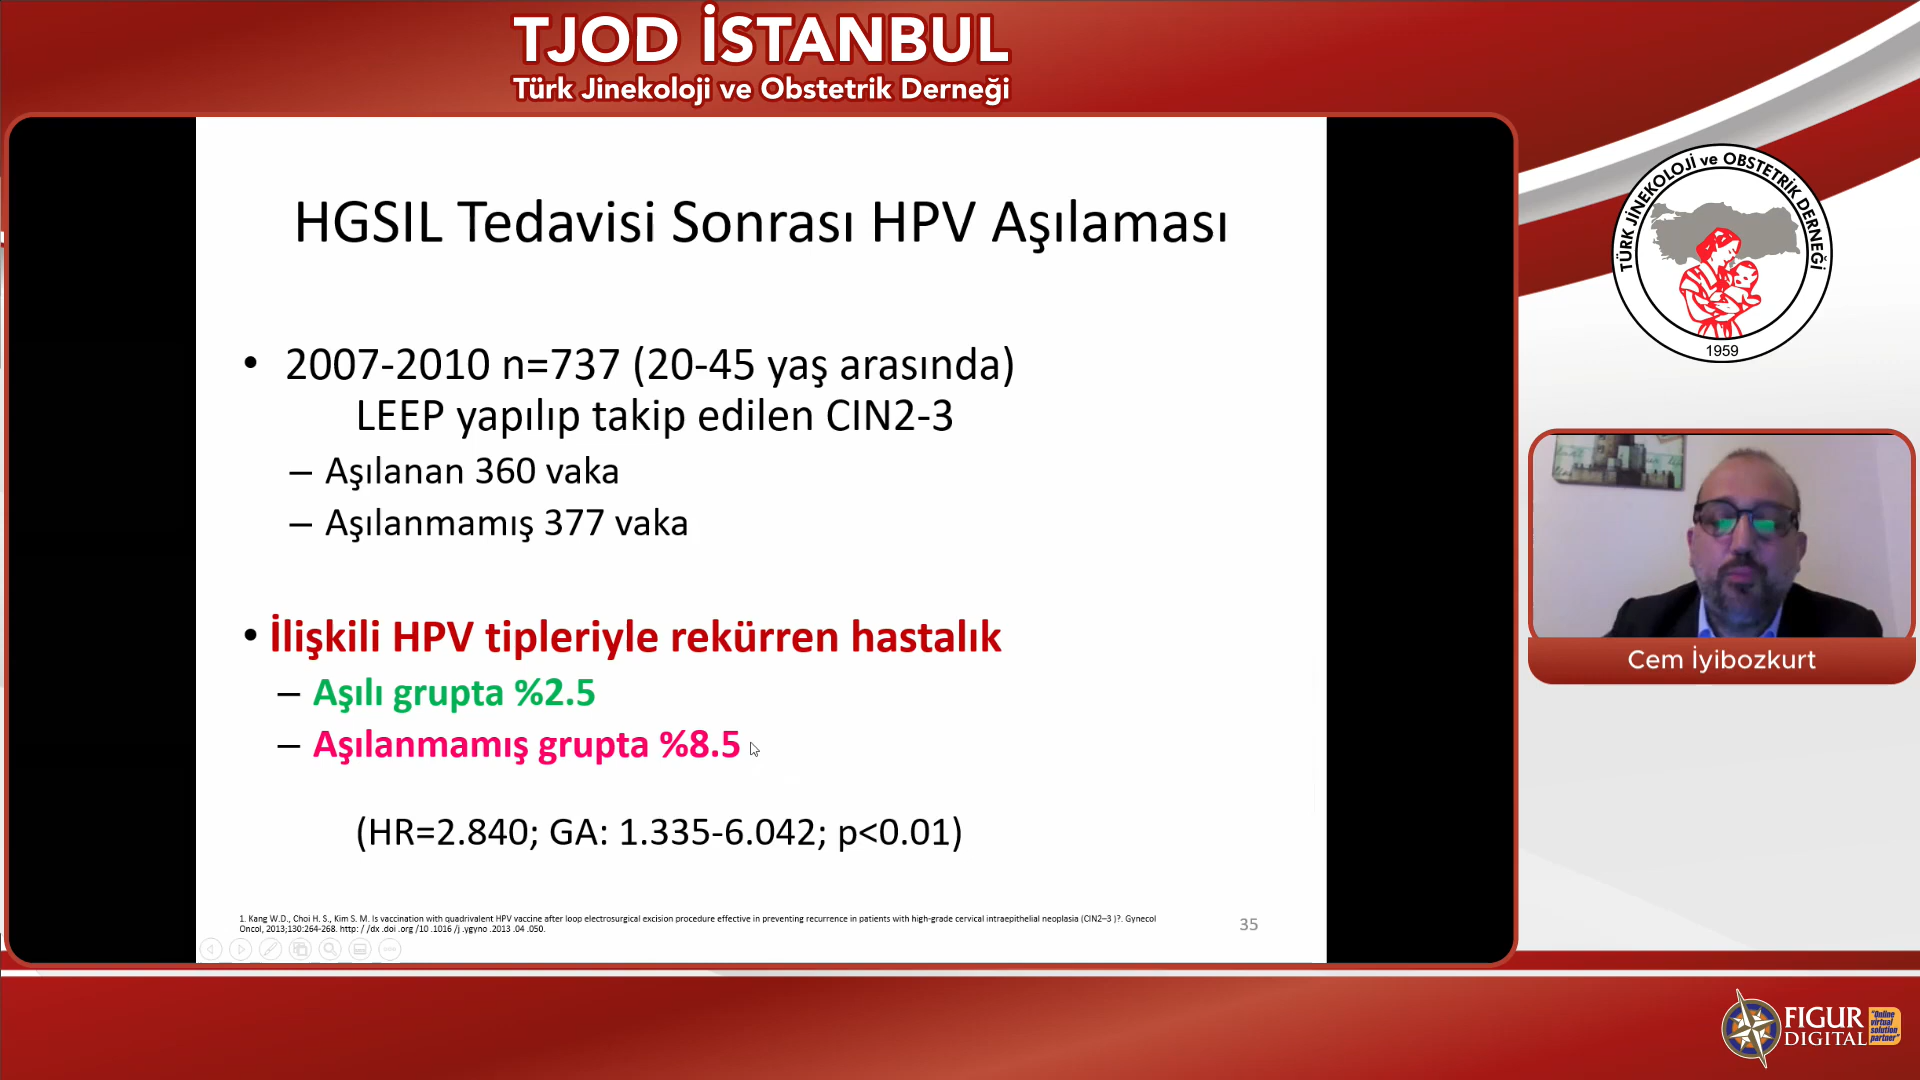 TJOD İSTANBUL
Türk Jinekoloji ve Obstetrik Derneği
HGSIL Tedavisi Sonrası HPV Aşılaması
• 2007-2010 n=737 (20-45 yaş arasında)
LEEP yapılıp takip edilen CIN2-3
– Aşılanan 360 vaka
– Aşılanmamış 377 vaka
• İlişkili HPV tipleriyle rekürren hastalık
– Aşılı grupta %2.5
– Aşılanmamış grupta %8.5
(HR=2.840; GA: 1.335-6.042; p<0.01)
1. Kang W.D., Choi H. S., Kim S. M. Is vaccination with quadrivalent HPV vaccine after loop electrosurgical excision procedure effective in preventing recurrence in patients with high-grade cervical intraepithelial neoplasia (CIN2–3 )?. Gynecol
Oncol, 2013;130:264-268. http: / /dx .doi .org /10 .1016 /j .ygyno .2013 .04 .050.
35
TÜRK JİNEKOLOJİ ve OBSTETRİK DERNEĞİ
1959
Cem İyibozkurt
FIGUR
DIGITAL
"Online
virtual
solution
partner"